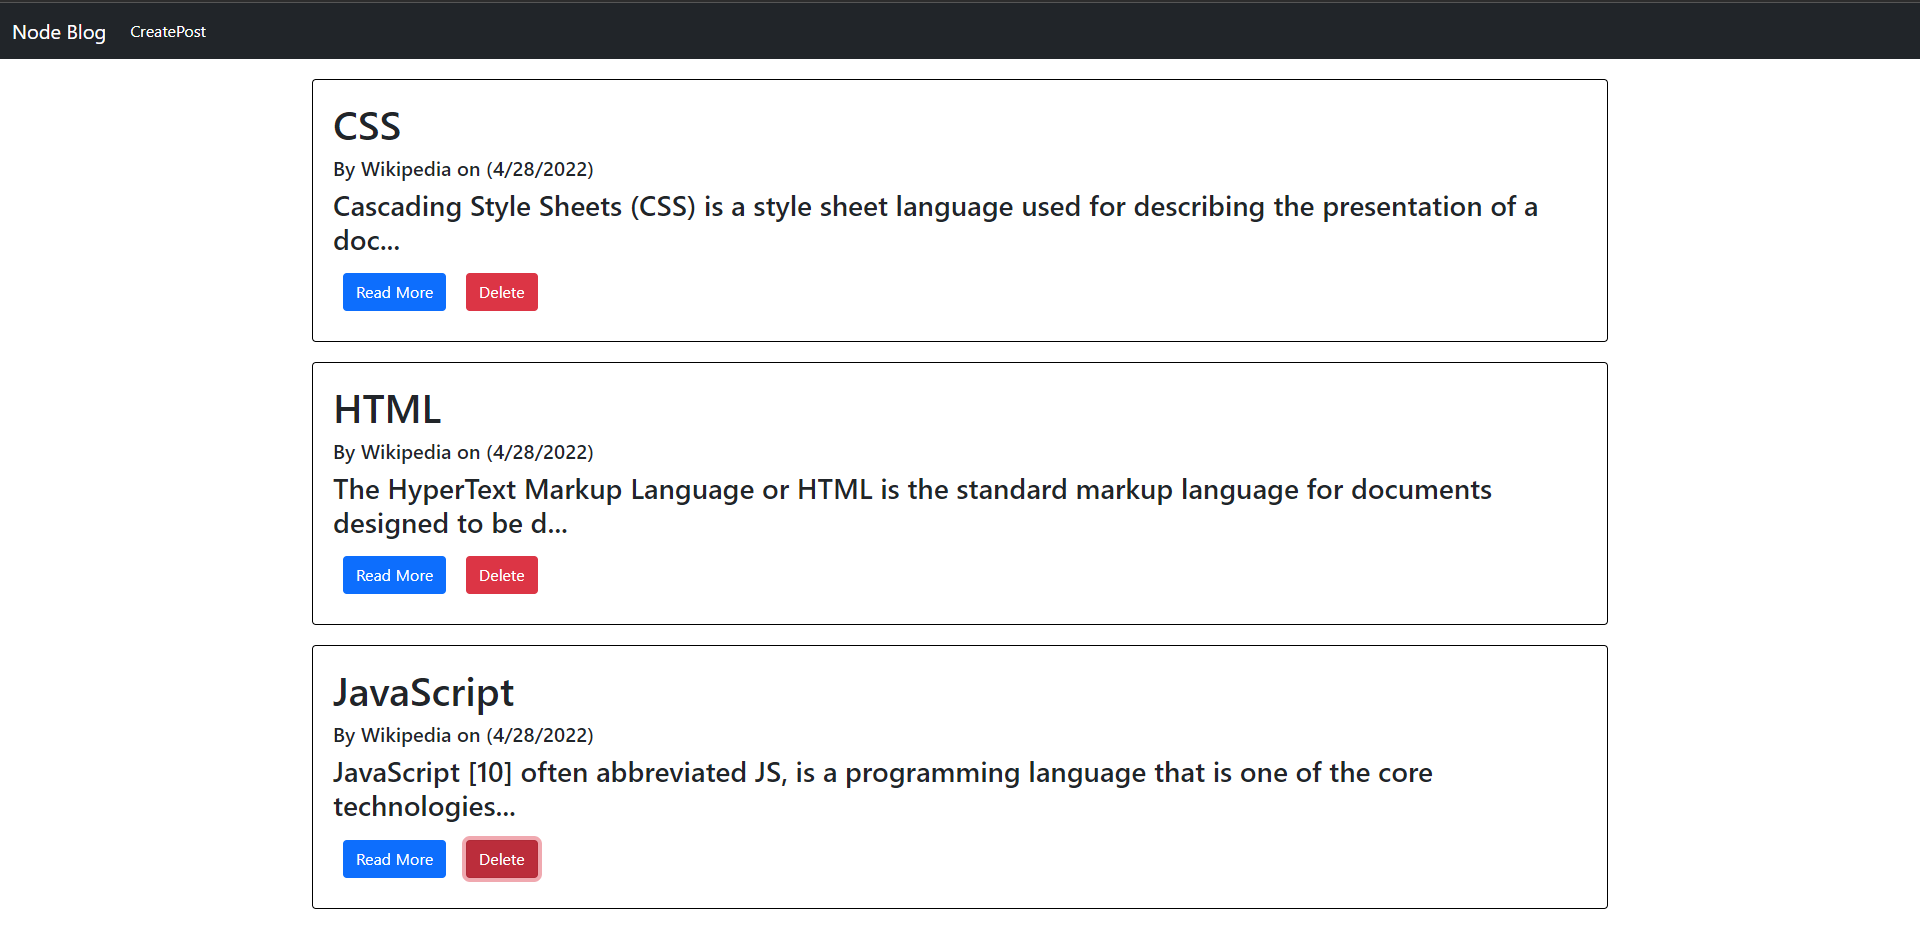 Node Blog CreatePost
CSS
By Wikipedia on (4/28/2022)
Cascading Style Sheets (CSS) is a style sheet language used for describing the presentation of a
doc...
Read More Delete
HTML
By Wikipedia on (4/28/2022)
The HyperText Markup Language or HTML is the standard markup language for documents
designed to be d...
Read More Delete
JavaScript
By Wikipedia on (4/28/2022)
JavaScript [10] often abbreviated JS, is a programming language that is one of the core
technologies...
Read More Delete